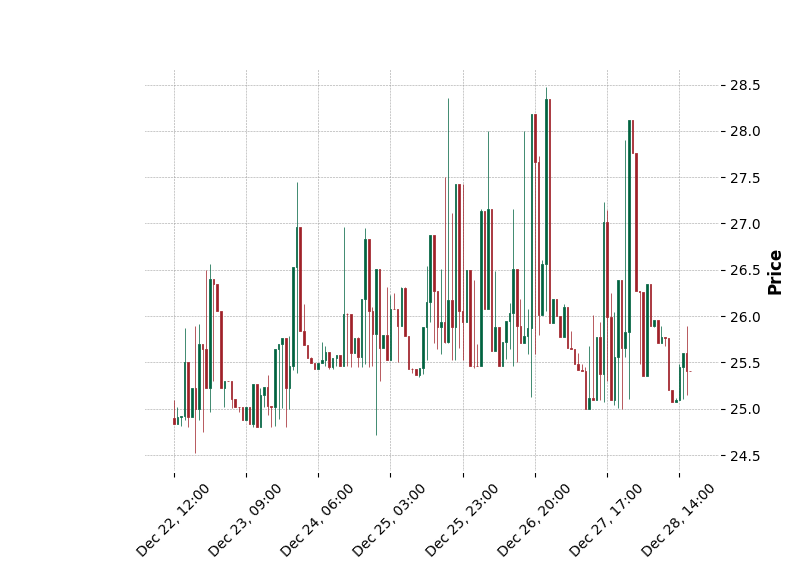 28.5
28.0
27.5
27.0
26.5
26.0
25.5
25.0
24.5
Price
Dec 22, 12:00
Dec 23, 09:00
Dec 24, 06:00
Dec 25, 03:00
Dec 25, 23:00
Dec 26, 20:00
Dec 27, 17:00
Dec 28, 14:00